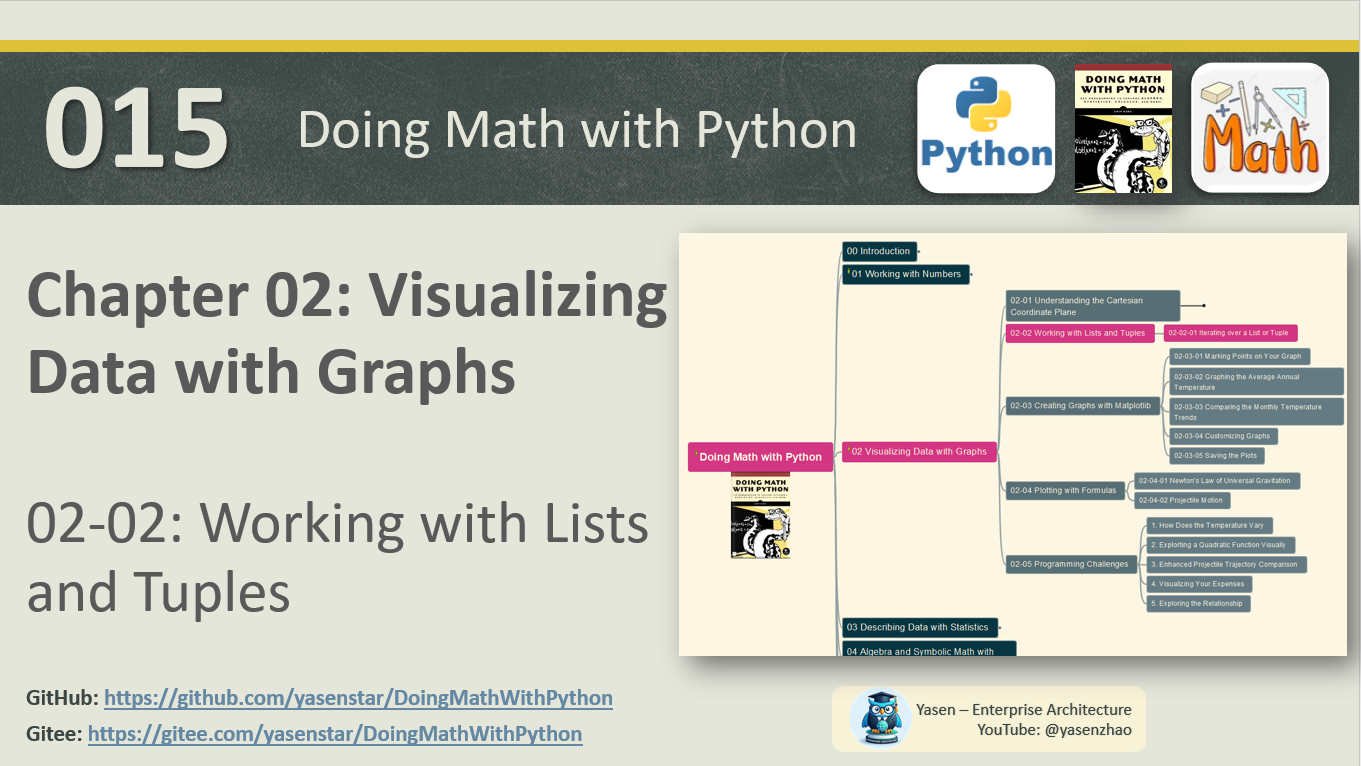 015
Doing Math with Python
Python
DOING MATH
WITH PYTHON
Math
Chapter 02: Visualizing
Data with Graphs
02-02: Working with Lists
and Tuples
GitHub: https://github.com/yasenstar/DoingMathWithPython
Gitee: https://gitee.com/yasenstar/DoingMathWithPython
Doing Math with Python
DOING MATH
WITH PYTHON
00 Introduction
01 Working with Numbers
02 Visualizing Data with Graphs
02-01 Understanding the Cartesian
Coordinate Plane
02-02 Working with Lists and Tuples
02-02-01 Iterating over a List or Tuple
02-03 Creating Graphs with Matplotlib
02-03-01 Marking Points on Your Graph
02-03-02 Graphing the Average Annual
Temperature
02-03-03 Comparing the Monthly Temperature
Trends
02-03-04 Customizing Graphs
02-03-05 Saving the Plots
02-04 Plotting with Formulas
02-04-01 Newton's Law of Universal Gravitation
02-04-02 Projectile Motion
02-05 Programming Challenges
1. How Does the Temperature Vary
2. Exploring a Quadratic Function Visually
3. Enhanced Projectile Trajectory Comparison
4. Visualizing Your Expenses
5. Exploring the Relationship
03 Describing Data with Statistics
04 Algebra and Symbolic Math with
Yasen – Enterprise Architecture
YouTube: @yasenzhao